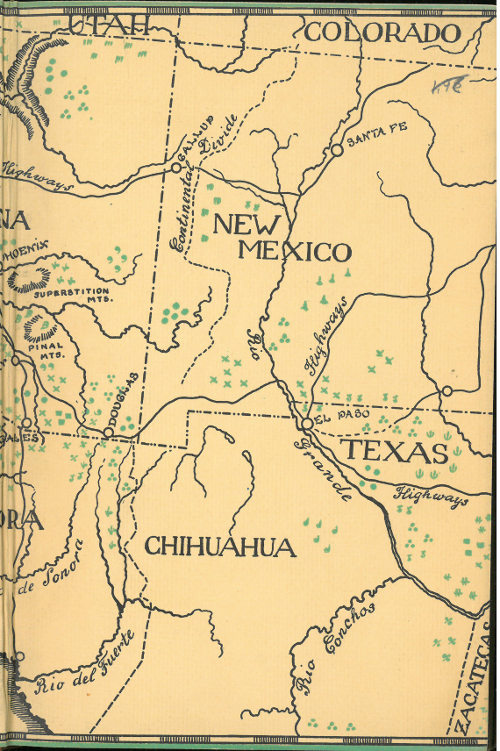 UTAH
COLORADO
SANTA FE
GALLUP
Continental Divide
Highways
NA
NEW
MEXICO
PHOENIX
SUPERSTITION
MTS.
PINAL
MTS.
Rio
Highways
DOUGLAS
EL PASO
ALES
TEXAS
Grande
Highways
ORA
CHIHUAHUA
de Sonora
Rio Conchos
Rio del Fuerte
ZACATECAS